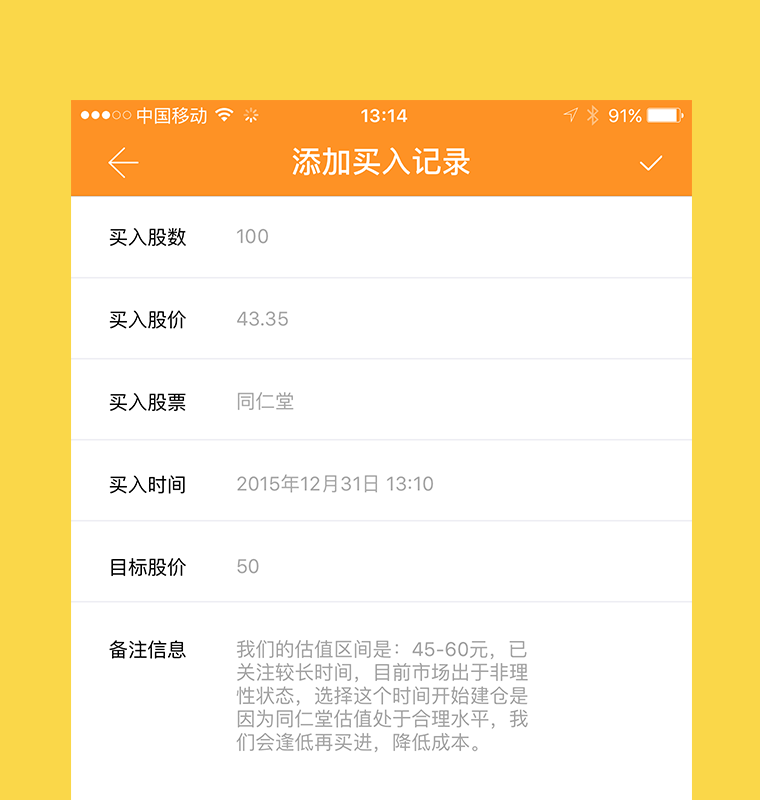 中国移动 13:14 91%
添加买入记录
买入股数 100
买入股价 43.35
买入股票 同仁堂
买入时间 2015年12月31日 13:10
目标股价 50
备注信息 我们的估值区间是：45-60元，已
关注较长时间，目前市场出于非理
性状态，选择这个时间开始建仓是
因为同仁堂估值处于合理水平，我
们会逢低再买进，降低成本。